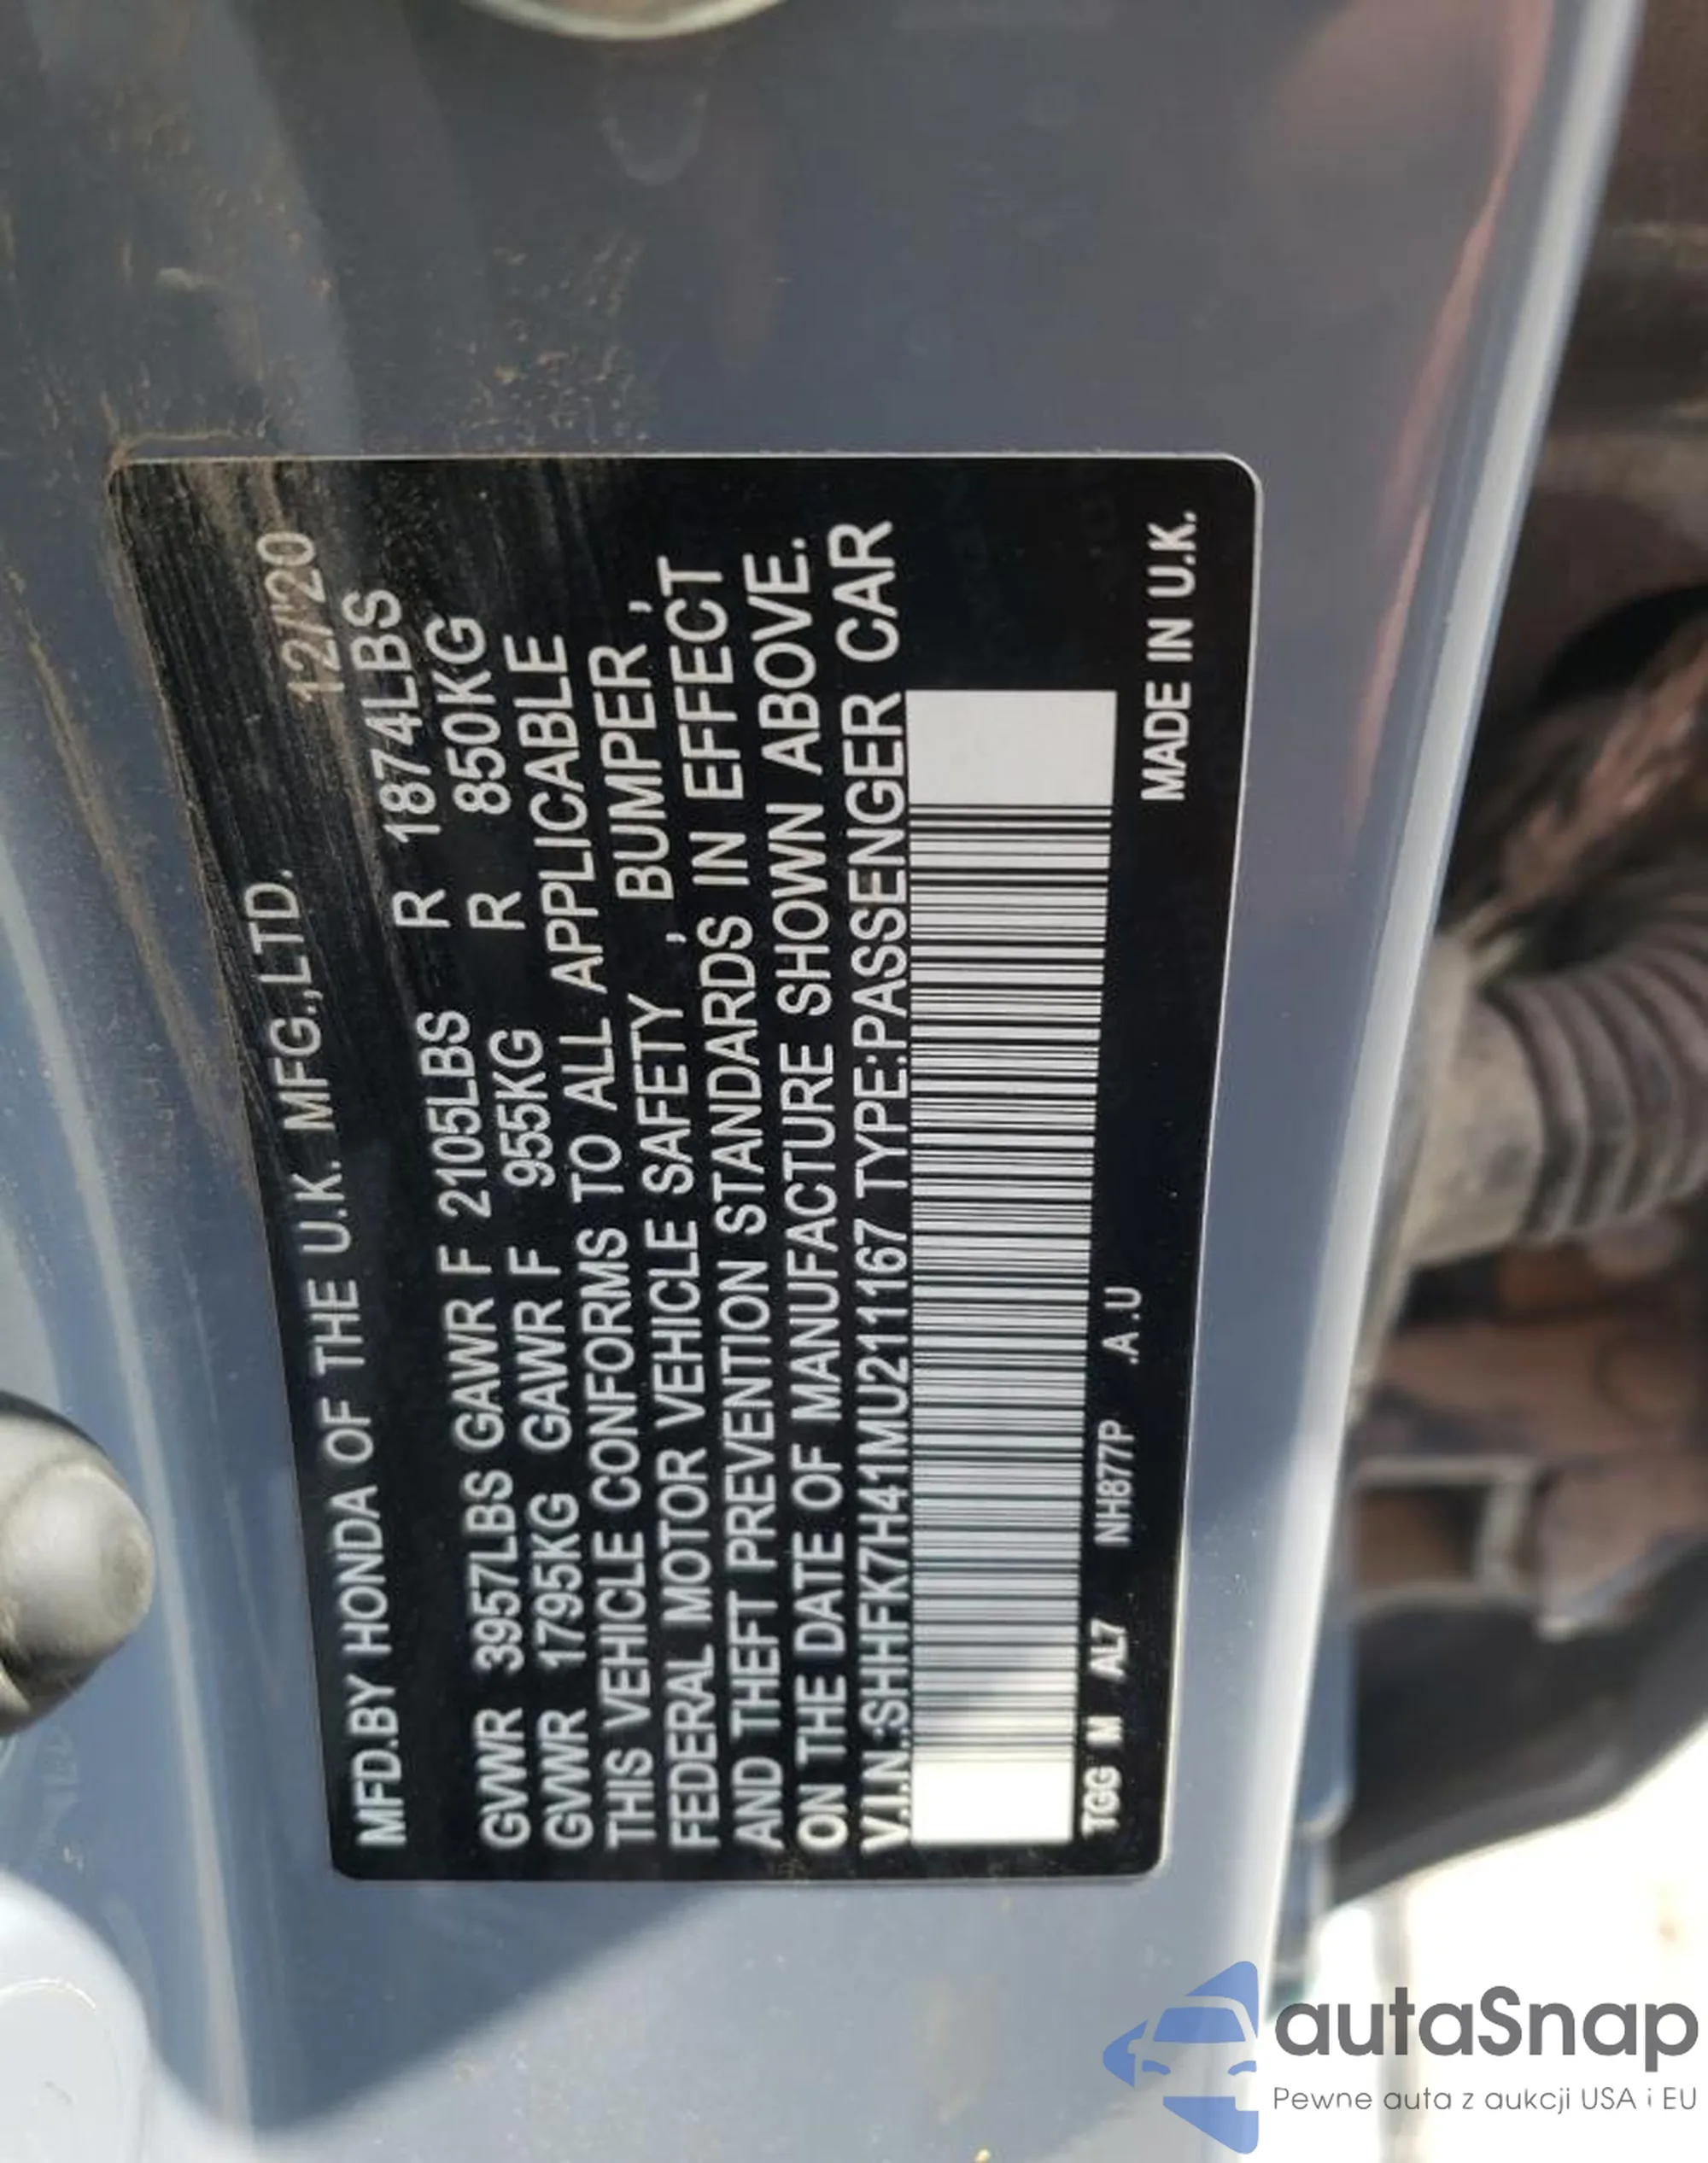 MFD.BY HONDA OF THE U.K. MFG.,LTD. 12/'20
GVWR 3957LBS GAWR F 2105LBS R 1874LBS
GVWR 1795KG GAWR F 955KG R 850KG
THIS VEHICLE CONFORMS TO ALL APPLICABLE
FEDERAL MOTOR VEHICLE SAFETY , BUMPER ,
AND THEFT PREVENTION STANDARDS IN EFFECT
ON THE DATE OF MANUFACTURE SHOWN ABOVE.
V.I.N.:SHHFK7H41MU211167 TYPE:PASSENGER CAR
TGG M AL7 NH877P .A.U MADE IN U.K.
autaSnap
Pewne auta z aukcji USA i EU